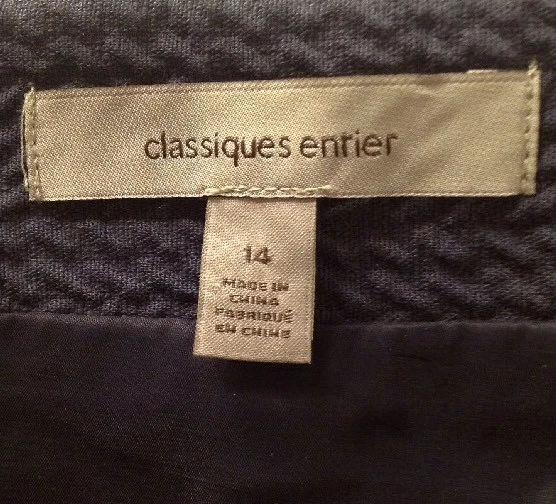 classiques entier
14
MADE IN
CHINA
FABRIQUÉ
EN CHINE